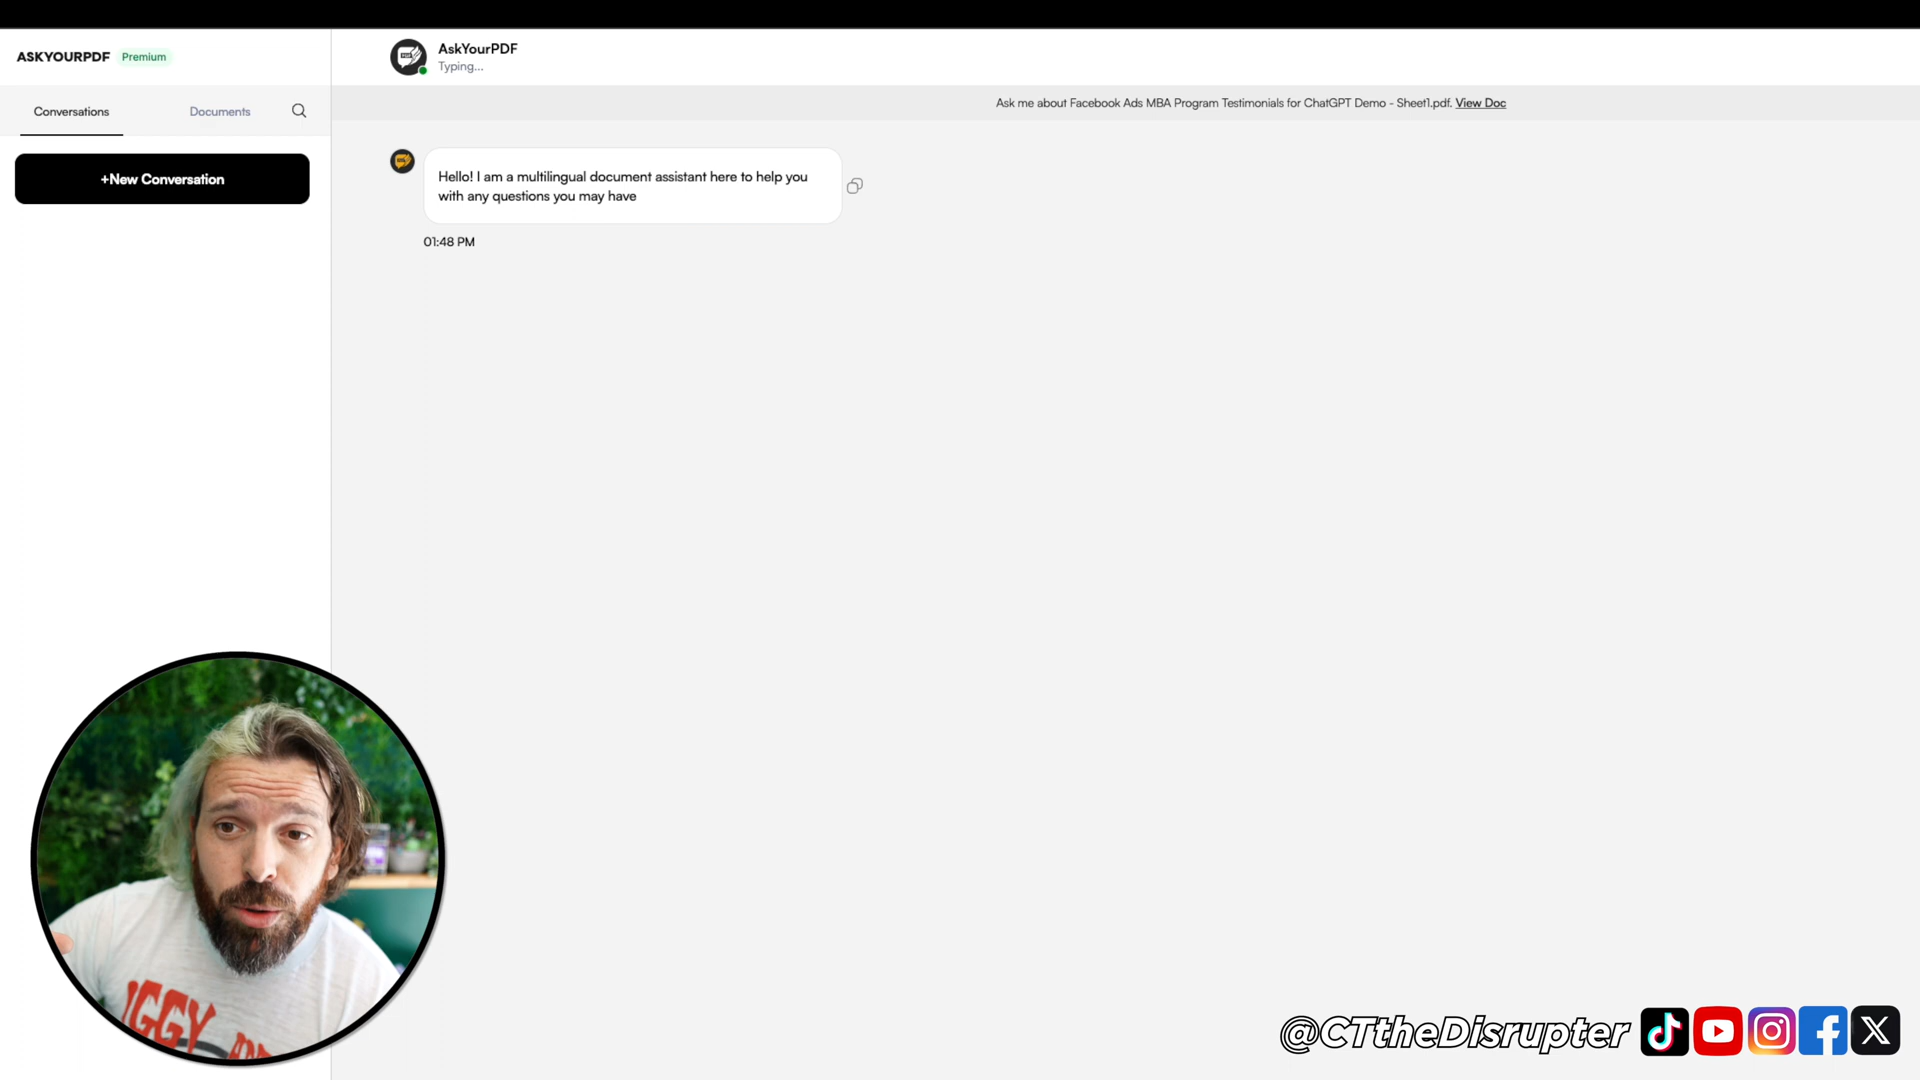 ASKYOURPDF Premium
AskYourPDF
Typing...
Conversations
Documents
Ask me about Facebook Ads MBA Program Testimonials for ChatGPT Demo - Sheet1.pdf. View Doc
+New Conversation
Hello! I am a multilingual document assistant here to help you
with any questions you may have
01:48 PM
IGGY
@CTtheDisrupter